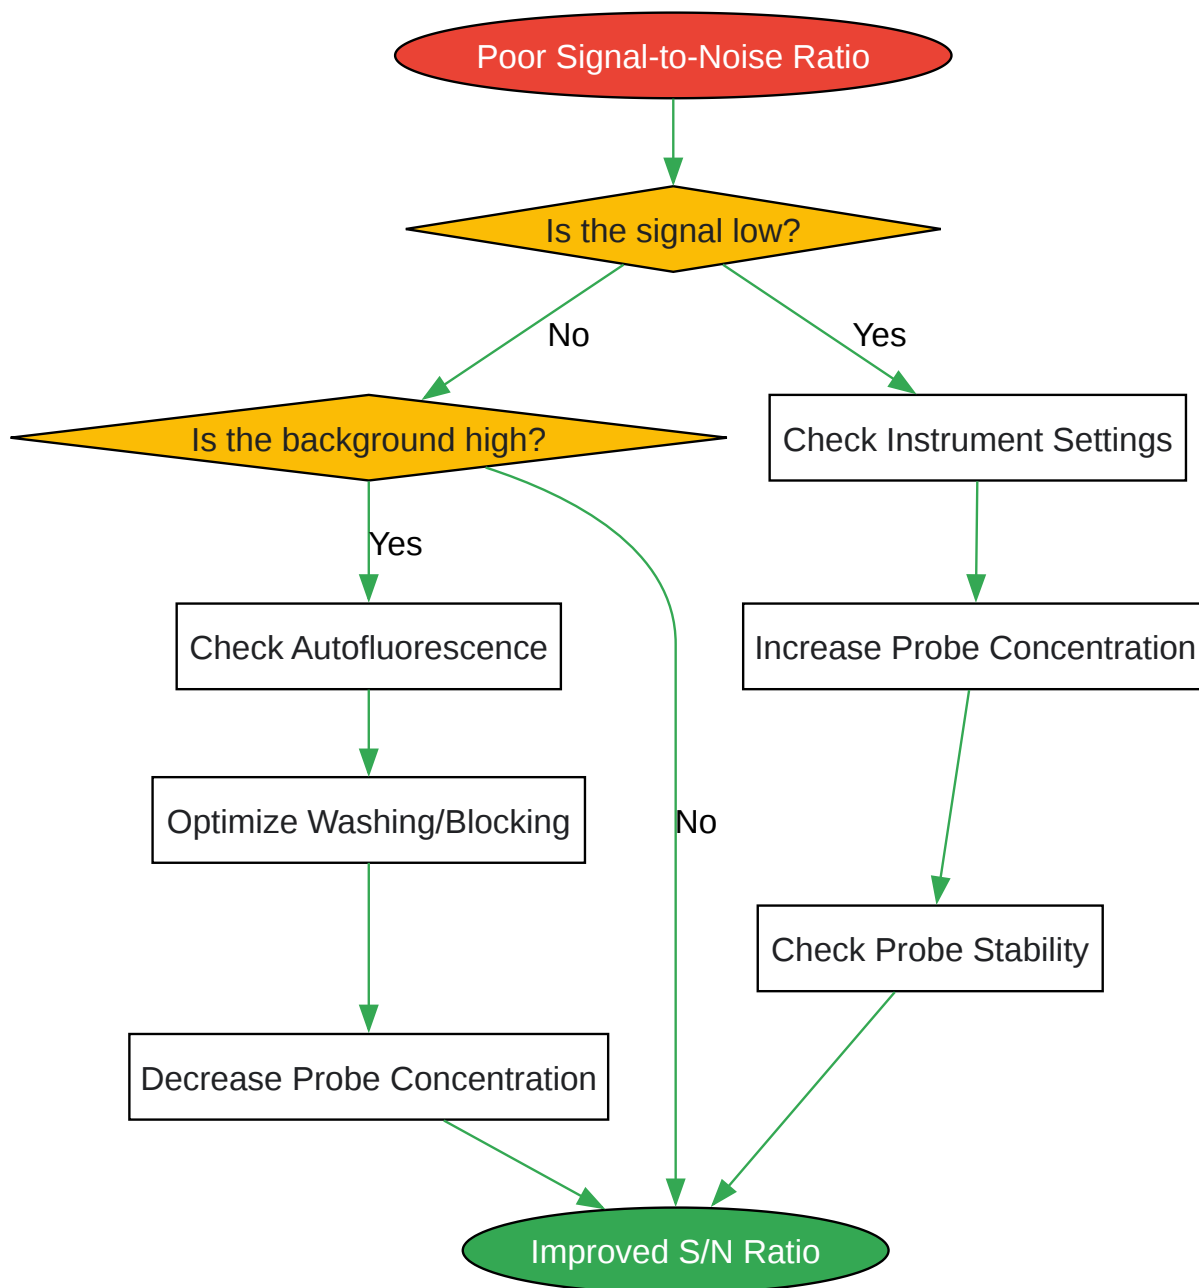 Poor Signal-to-Noise Ratio
Is the signal low?
No
Yes
Is the background high?
Check Instrument Settings
Yes
Check Autofluorescence
Increase Probe Concentration
Optimize Washing/Blocking
No
Check Probe Stability
Decrease Probe Concentration
Improved S/N Ratio